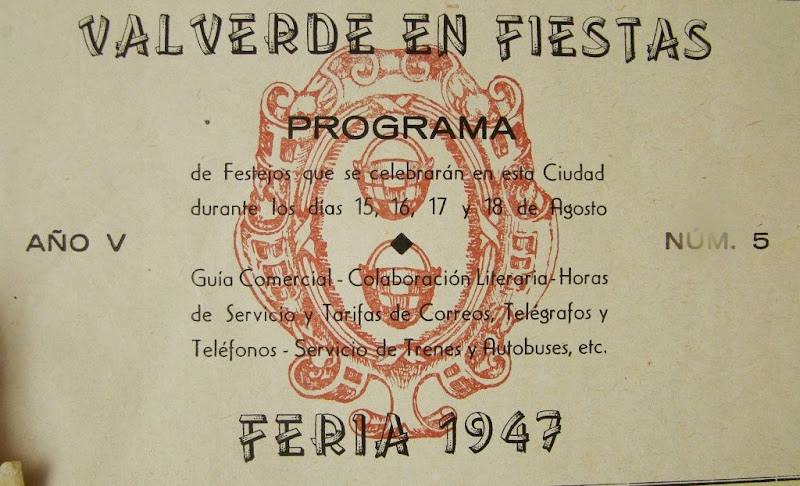 VALVERDE EN FIESTAS
PROGRAMA
de Festejos que se celebrarán en esta Ciudad
durante los días 15, 16, 17 y 18 de Agosto
AÑO V
NÚM. 5
Guía Comercial - Colaboración Literaria - Horas
de Servicio y Tarifas de Correos, Telégrafos y
Teléfonos - Servicio de Trenes y Autobuses, etc.
FERIA 1947